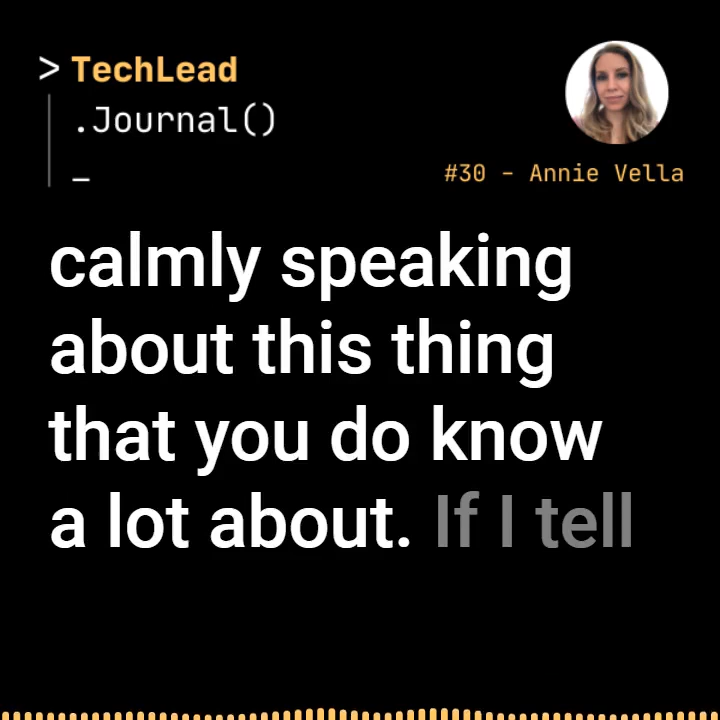 > TechLead
.Journal()
_
#30 - Annie Vella
calmly speaking
about this thing
that you do know
a lot about. If I tell